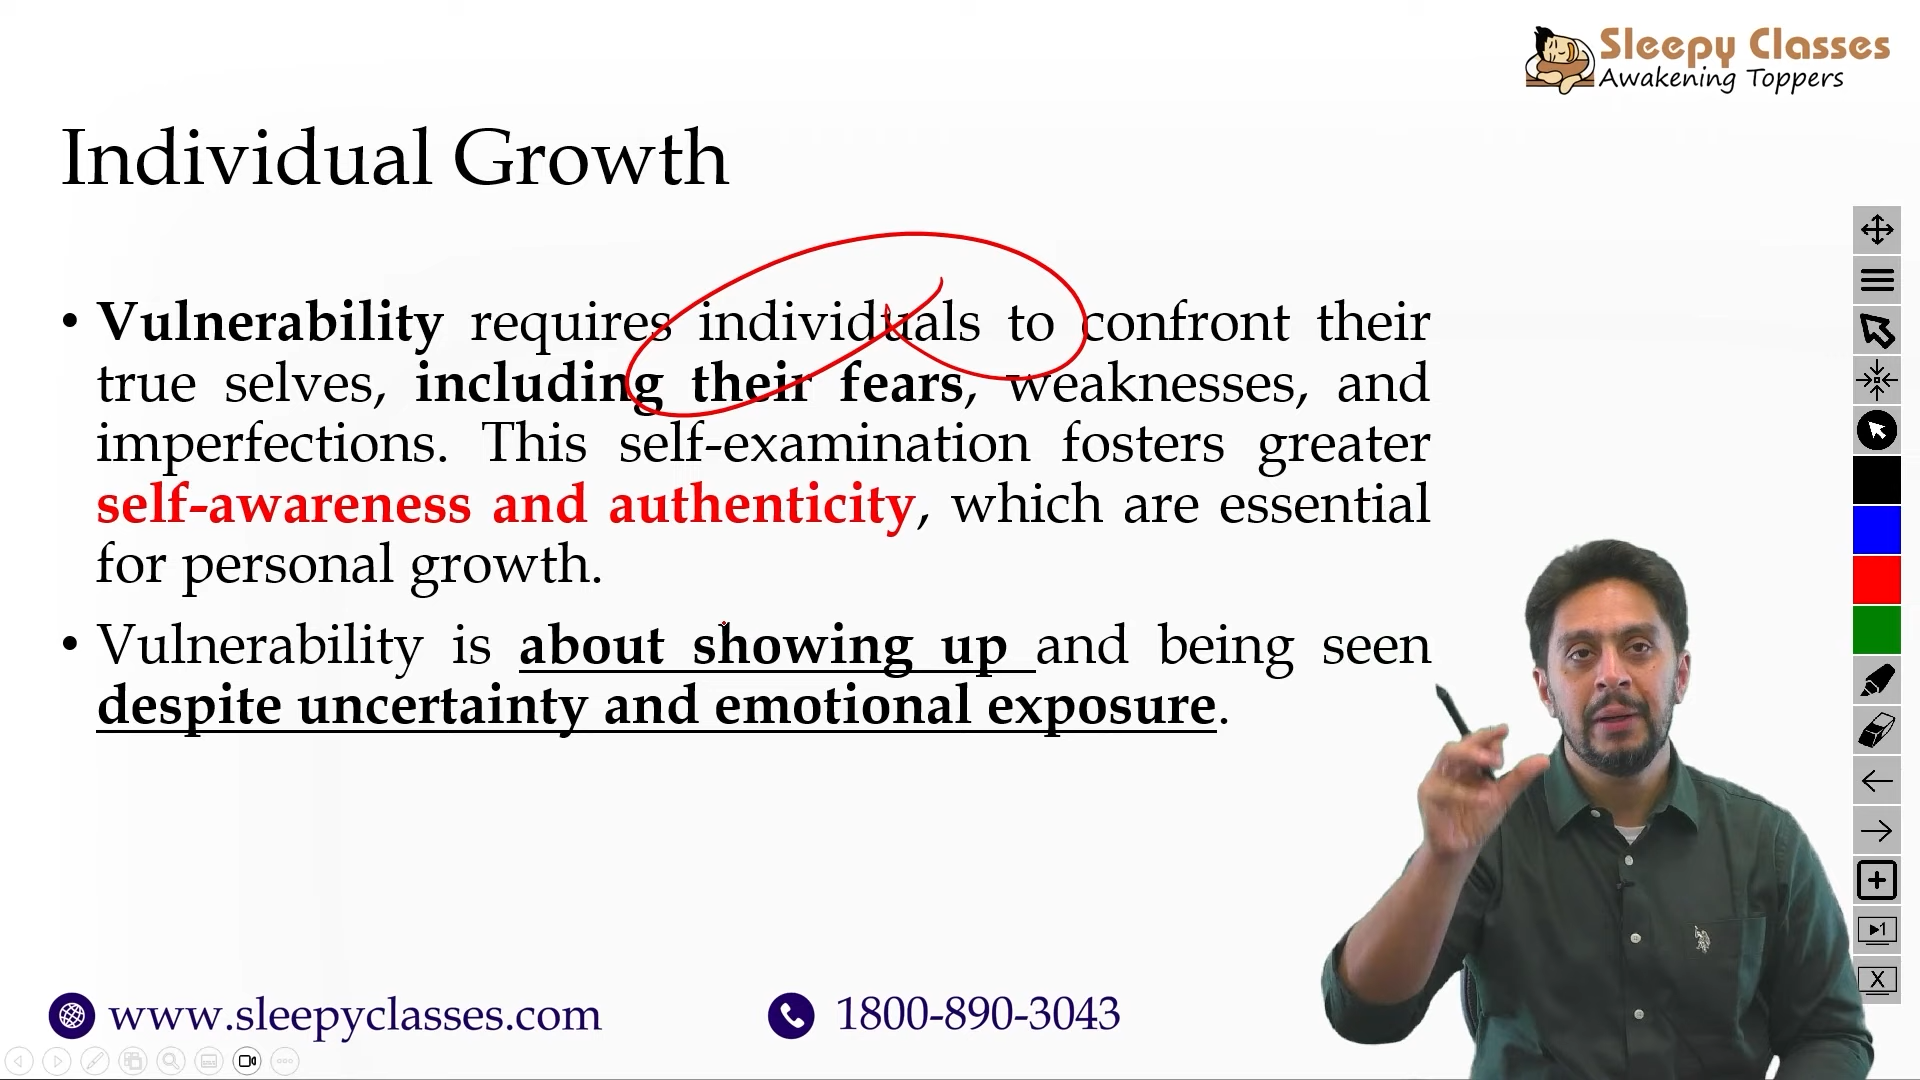 Sleepy Classes
Awakening Toppers
Individual Growth
• Vulnerability requires individuals to confront their
true selves, including their fears, weaknesses, and
imperfections. This self-examination fosters greater
self-awareness and authenticity, which are essential
for personal growth.
• Vulnerability is about showing up and being seen
despite uncertainty and emotional exposure.
www.sleepyclasses.com
1800-890-3043